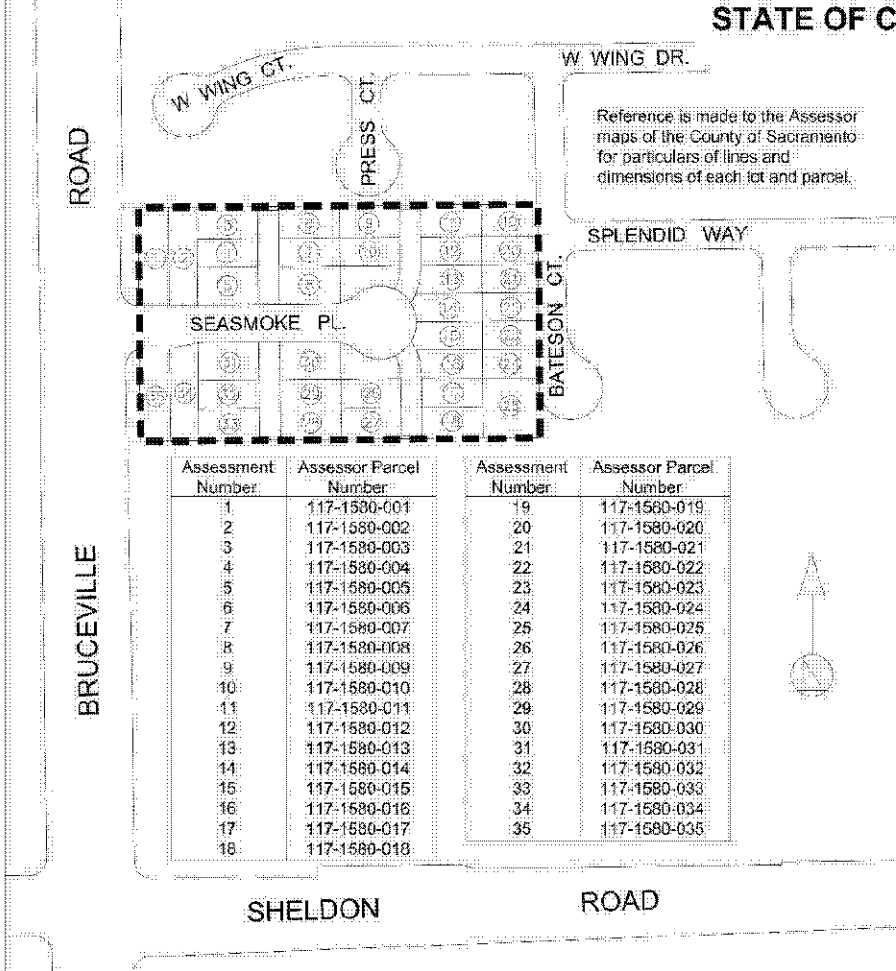 STATE OF C
W WING CT.
W WING DR.
PRESS CT.
ROAD
Reference is made to the Assessor
maps of the County of Sacramento
for particulars of lines and
dimensions of each lot and parcel.
SPLENDID WAY
SEASMOKE PL.
BATESON CT.
BRUCEVILLE
Assessment Assessor Parcel Assessment Assessor Parcel
Number Number Number Number
1 117-1580-001 19 117-1580-019
2 117-1580-002 20 117-1580-020
3 117-1580-003 21 117-1580-021
4 117-1580-004 22 117-1580-022
5 117-1580-005 23 117-1580-023
6 117-1580-006 24 117-1580-024
7 117-1580-007 25 117-1580-025
8 117-1580-008 26 117-1580-026
9 117-1580-009 27 117-1580-027
10 117-1580-010 28 117-1580-028
11 117-1580-011 29 117-1580-029
12 117-1580-012 30 117-1580-030
13 117-1580-013 31 117-1580-031
14 117-1580-014 32 117-1580-032
15 117-1580-015 33 117-1580-033
16 117-1580-016 34 117-1580-034
17 117-1580-017 35 117-1580-035
18 117-1580-018
SHELDON ROAD